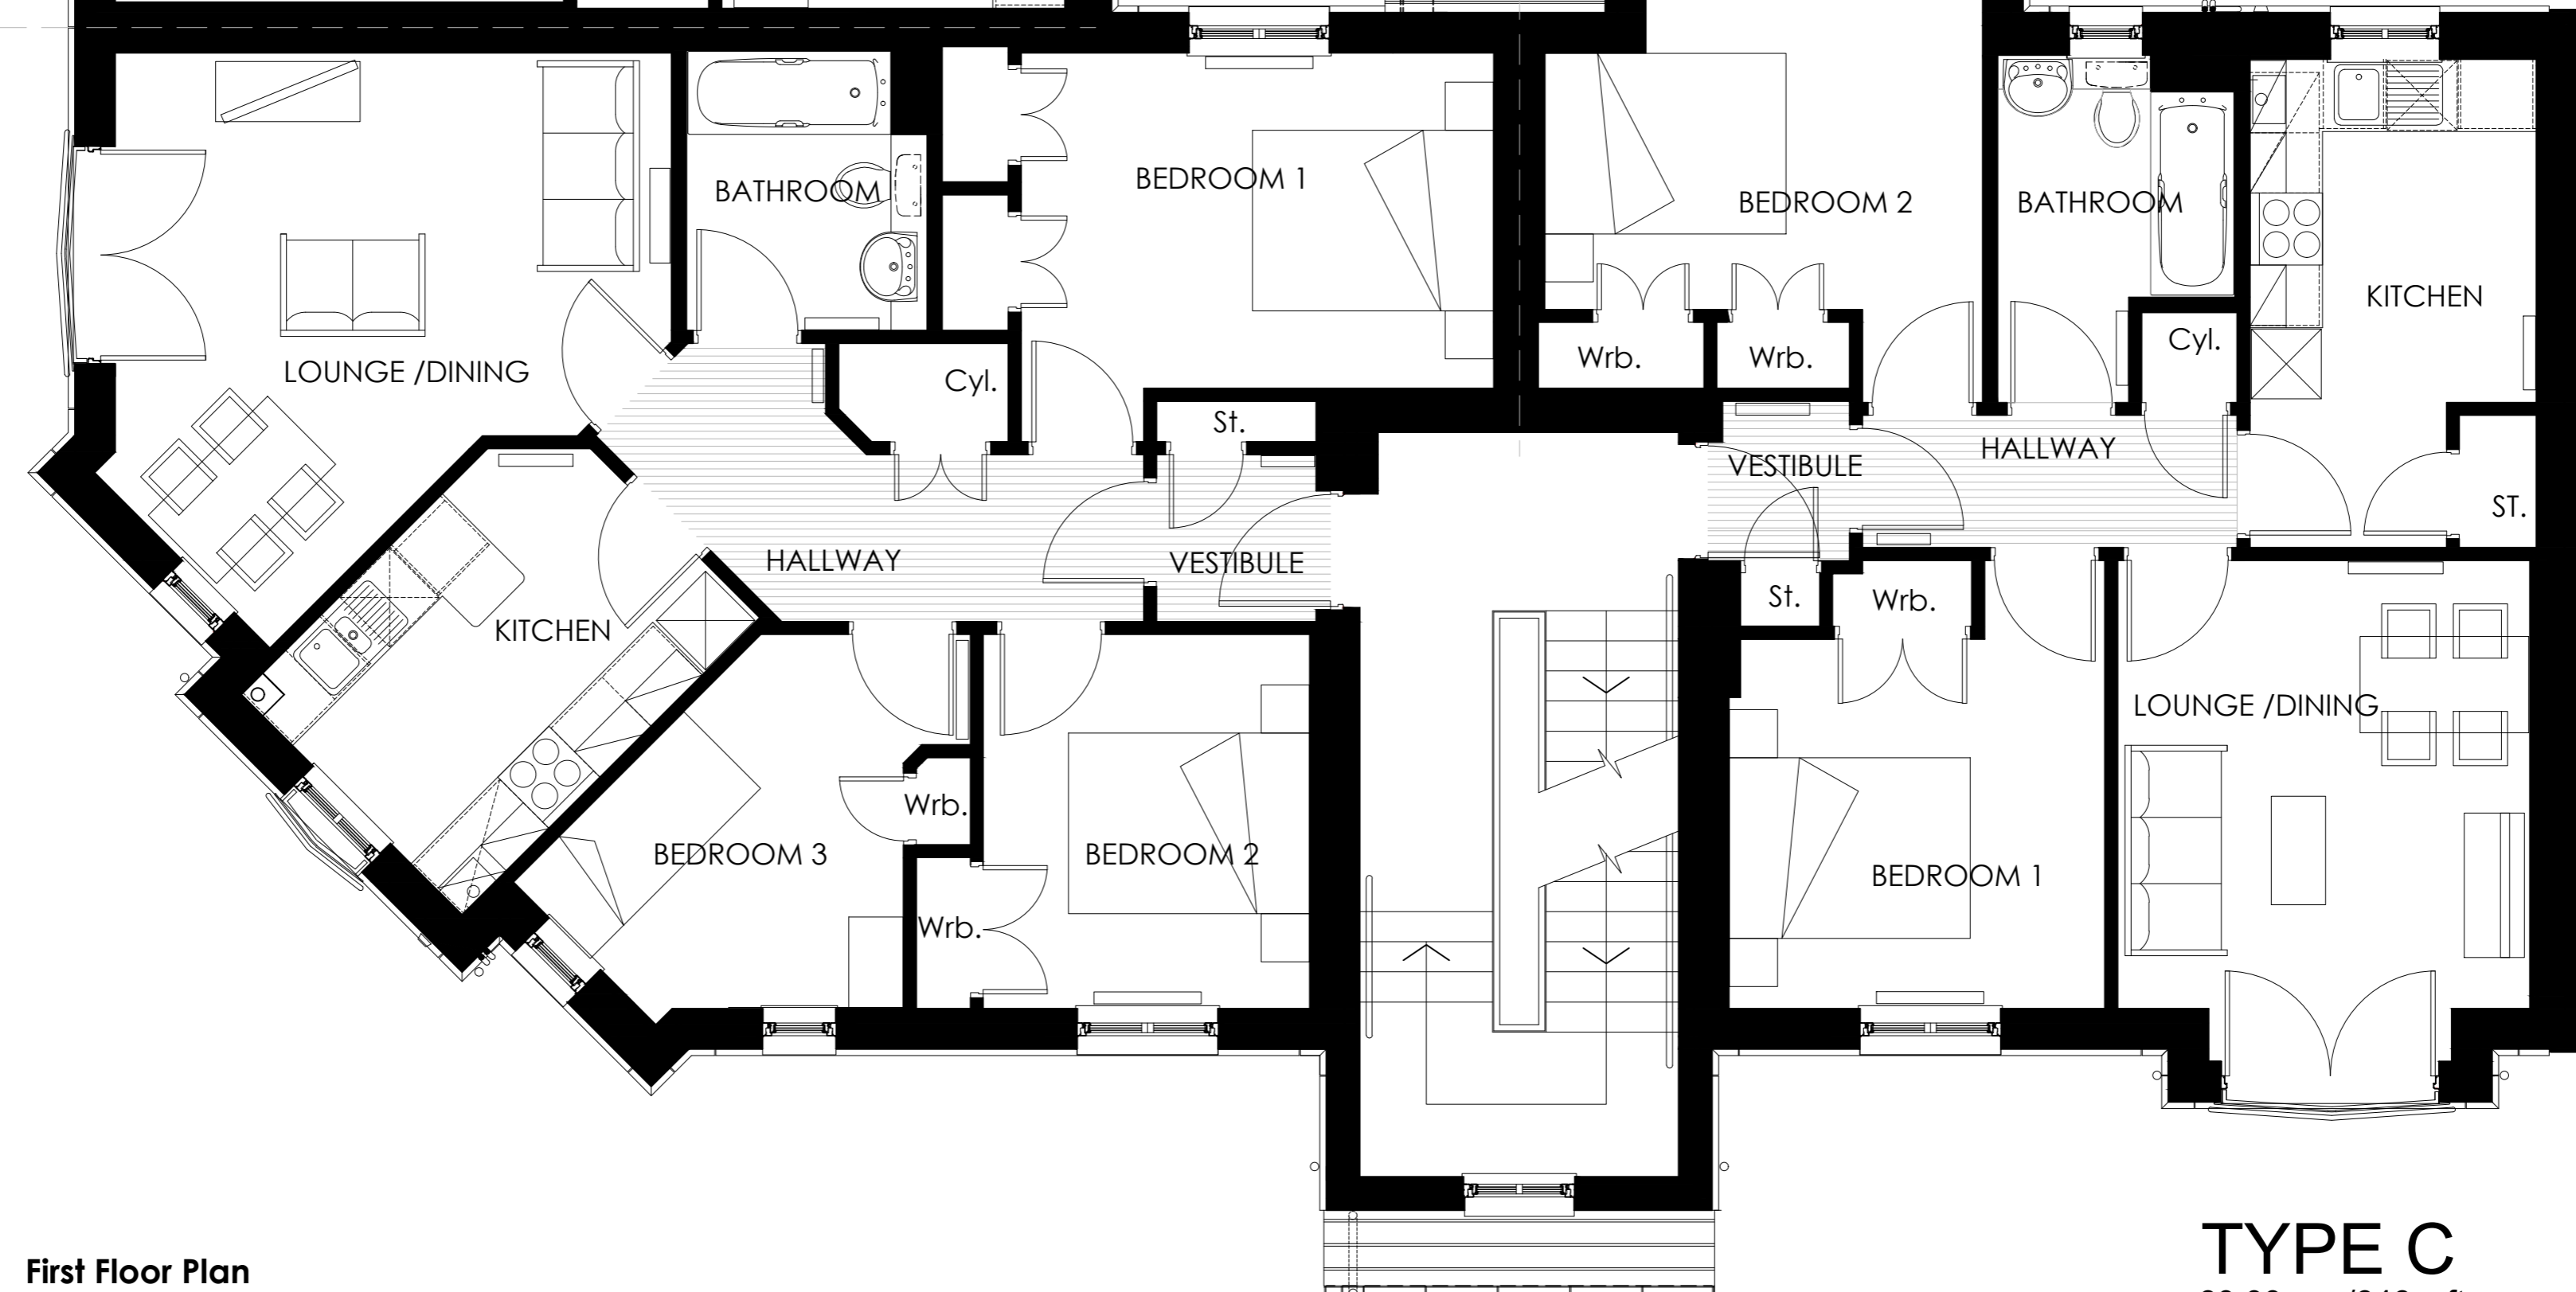 BATHROOM
BEDROOM 1
BEDROOM 2
BATHROOM
KITCHEN
LOUNGE /DINING
Cyl.
Wrb.
Wrb.
Cyl.
St.
VESTIBULE
HALLWAY
ST.
HALLWAY
VESTIBULE
KITCHEN
St.
Wrb.
LOUNGE /DINING
Wrb.
BEDROOM 3
BEDROOM 2
BEDROOM 1
Wrb.
First Floor Plan
TYPE C